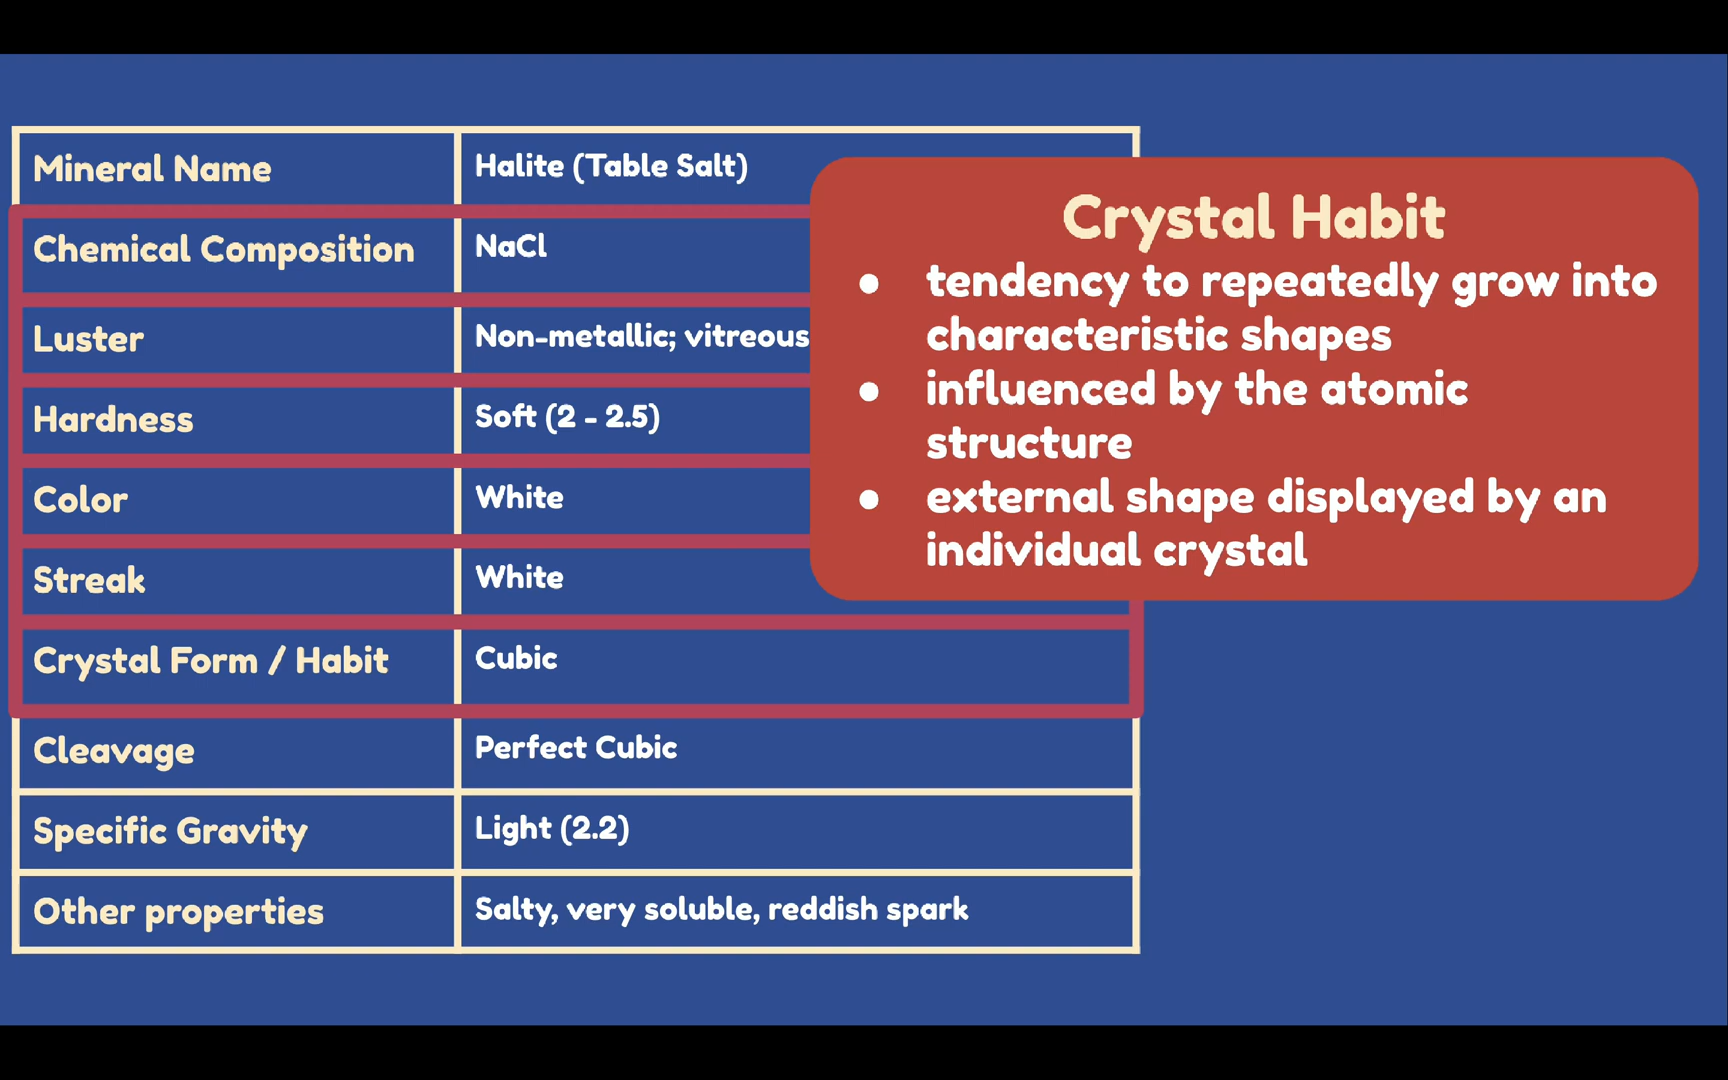 Mineral Name
Halite (Table Salt)
Chemical Composition
NaCl
Luster
Non-metallic; vitreous
Hardness
Soft (2 - 2.5)
Color
White
Streak
White
Crystal Form / Habit
Cubic
Cleavage
Perfect Cubic
Specific Gravity
Light (2.2)
Other properties
Salty, very soluble, reddish spark
Crystal Habit
● tendency to repeatedly grow into
characteristic shapes
● influenced by the atomic
structure
● external shape displayed by an
individual crystal